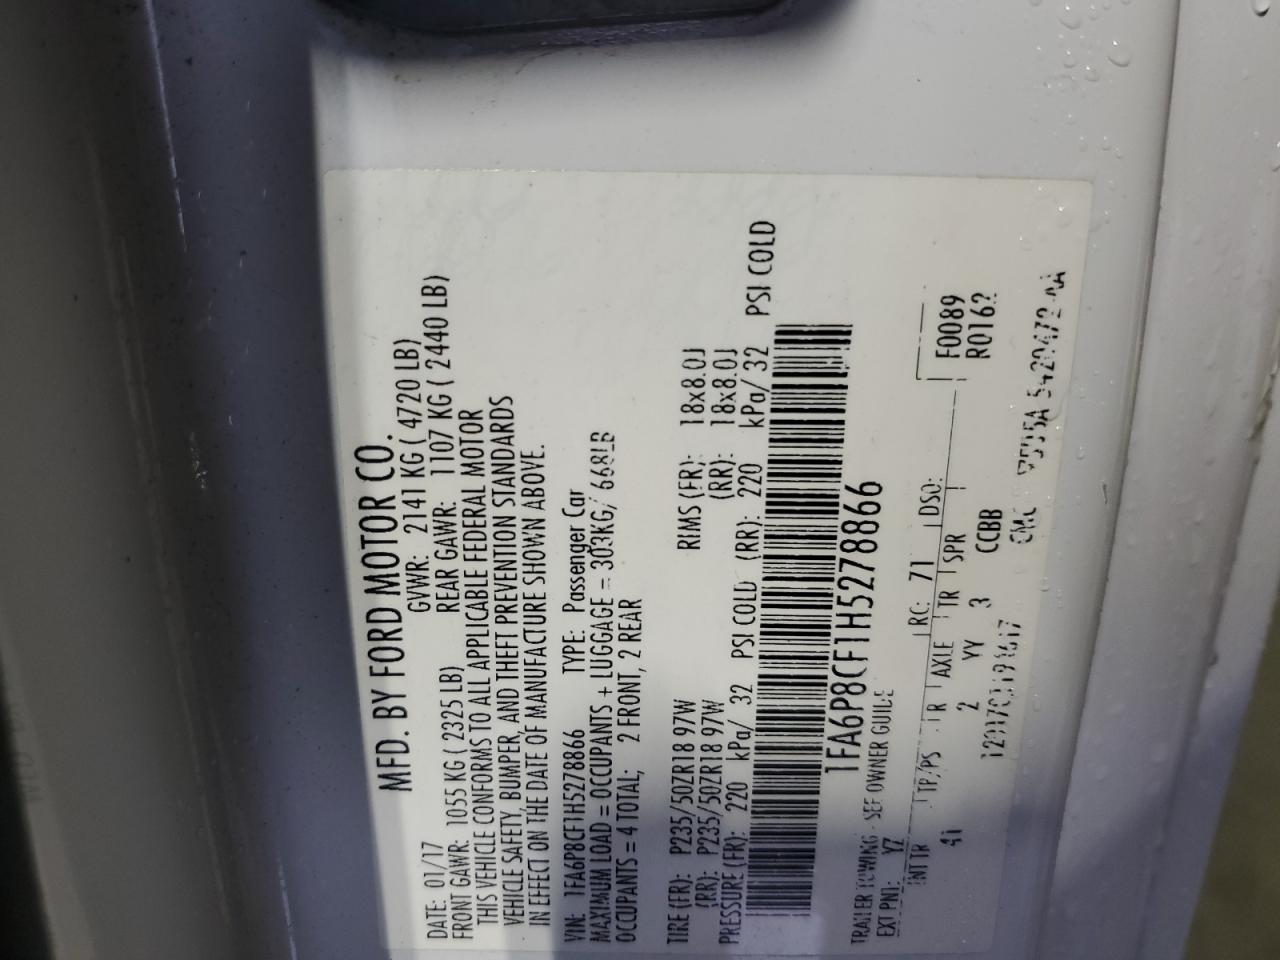 MFD. BY FORD MOTOR CO.
DATE: 01/17 GVWR: 2141 KG ( 4720 LB)
FRONT GAWR: 1055 KG ( 2325 LB) REAR GAWR: 1107 KG ( 2440 LB)
THIS VEHICLE CONFORMS TO ALL APPLICABLE FEDERAL MOTOR
VEHICLE SAFETY, BUMPER, AND THEFT PREVENTION STANDARDS
IN EFFECT ON THE DATE OF MANUFACTURE SHOWN ABOVE.
VIN: 1FA6P8CF1H5278866 TYPE: Passenger Car
MAXIMUM LOAD = OCCUPANTS + LUGGAGE = 303KG/ 668LB
OCCUPANTS = 4 TOTAL; 2 FRONT, 2 REAR
TIRE (FR): P235/50ZR18 97W RIMS (FR): 18x8.0J
(RR): P235/50ZR18 97W (RR): 18x8.0J
PRESSURE (FR): 220 kPa/ 32 PSI COLD (RR): 220 kPa/ 32 PSI COLD
1FA6P8CF1H5278866
TRAILER TOWING - SEE OWNER GUIDE
EXT PNT: YZ RC: 71 DSO: F0089
INT TR TP/PS R AXLE TR SPR R0162
4i 2 YY 3 CCBB